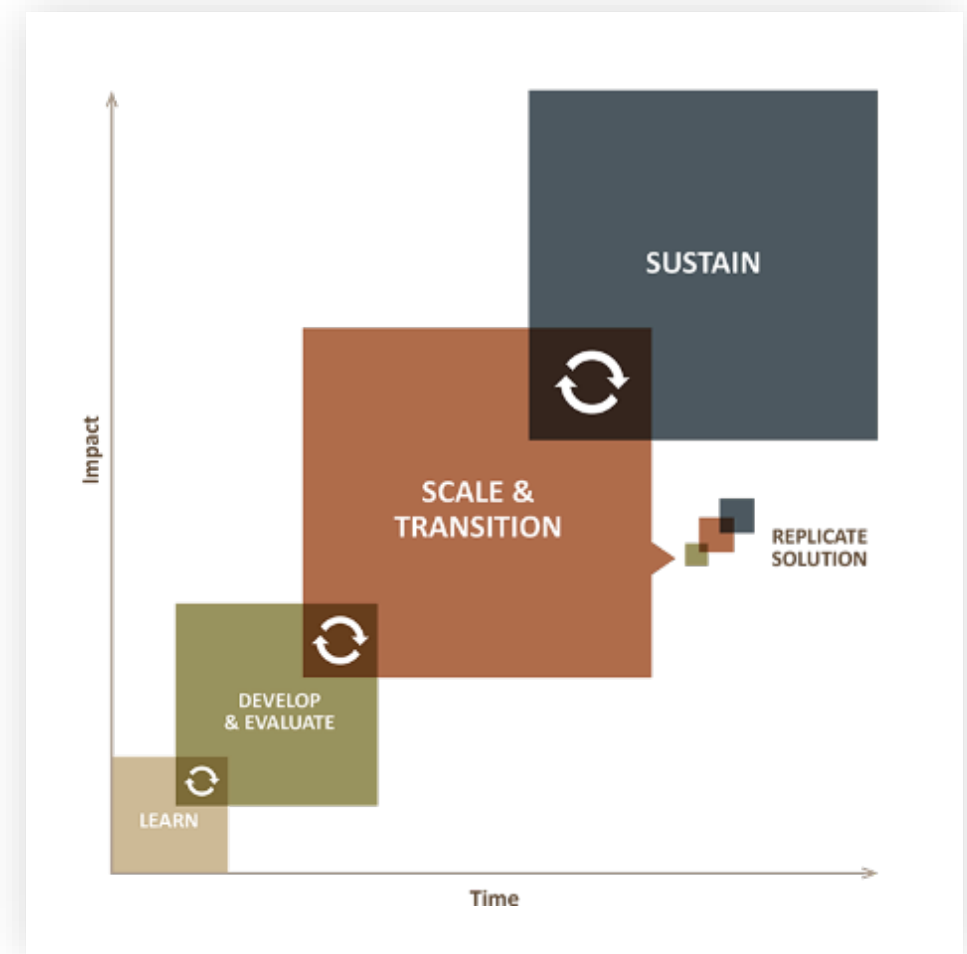 SUSTAIN
Impact
SCALE &
TRANSITION
REPLICATE
SOLUTION
DEVELOP
& EVALUATE
LEARN
Time